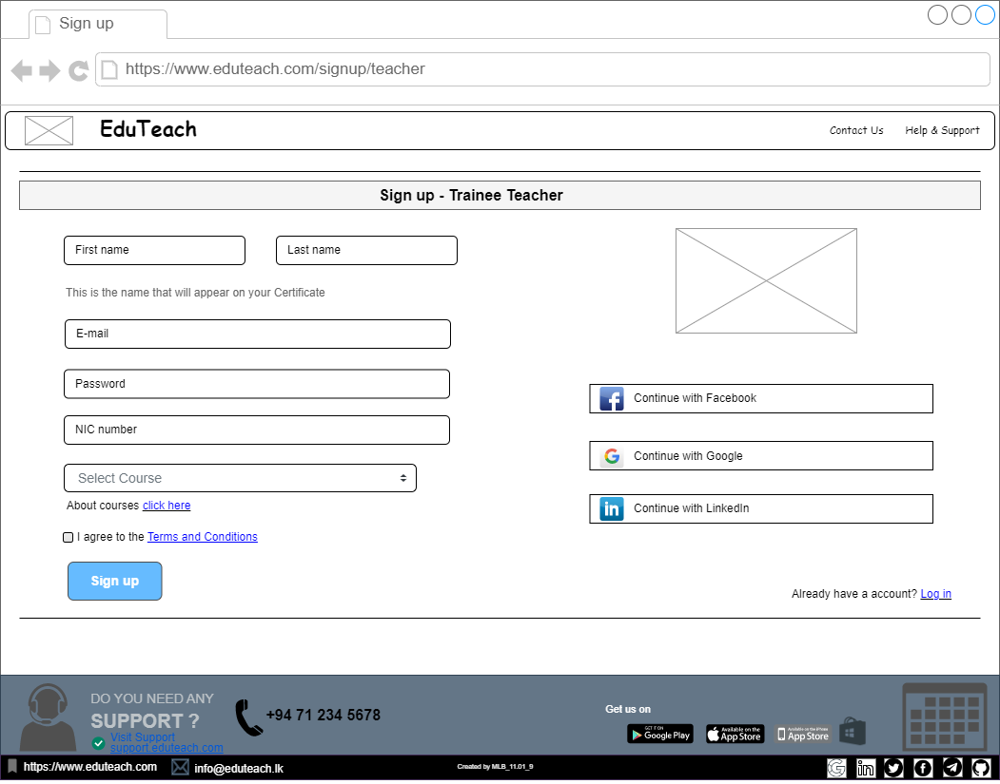 Sign up
https://www.eduteach.com/signup/teacher
EduTeach
Contact Us
Help & Support
Sign up - Trainee Teacher
First name
Last name
This is the name that will appear on your Certificate
E-mail
Password
NIC number
Select Course
About courses click here
I agree to the Terms and Conditions
Sign up
Continue with Facebook
Continue with Google
in Continue with LinkedIn
Already have a account? Log in
DO YOU NEED ANY
SUPPORT ?
Visit Support
support.eduteach.com
+94 71 234 5678
Get us on
GET IT ON
Google Play
Available on the
App Store
Available on the iPhone
App Store
https://www.eduteach.com
info@eduteach.lk
Created by MLB_11.01_9